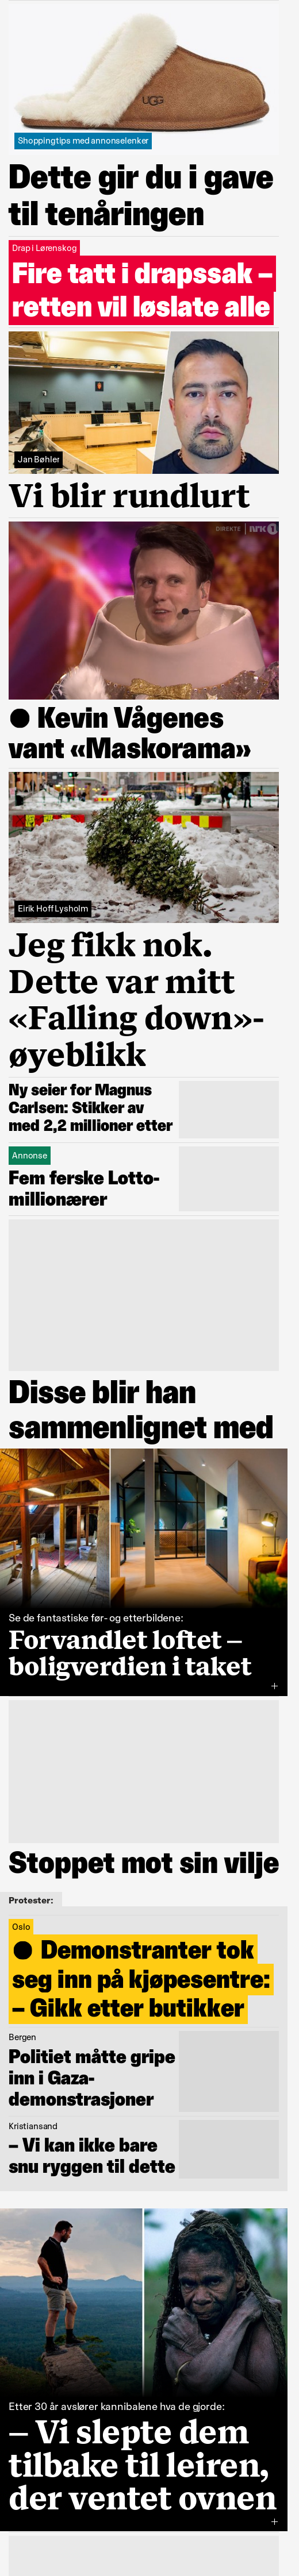 UGG
Shoppingtips med annonselenker
Dette gir du i gave
til tenåringen
Drap i Lørenskog
Fire tatt i drapssak –
retten vil løslate alle
Jan Bøhler
Vi blir rundlurt
DIREKTE nrk 1
● Kevin Vågenes
vant «Maskorama»
Eirik Hoff Lysholm
Jeg fikk nok.
Dette var mitt
«Falling down»-
øyeblikk
Ny seier for Magnus
Carlsen: Stikker av
med 2,2 millioner etter
Annonse
Fem ferske Lotto-
millionærer
Disse blir han
sammenlignet med
Se de fantastiske før- og etterbildene:
Forvandlet loftet –
boligverdien i taket
+
Stoppet mot sin vilje
Protester:
Oslo
● Demonstranter tok
seg inn på kjøpesentre:
– Gikk etter butikker
Bergen
Politiet måtte gripe
inn i Gaza-
demonstrasjoner
Kristiansand
– Vi kan ikke bare
snu ryggen til dette
Etter 30 år avslører kannibalene hva de gjorde:
– Vi slepte dem
tilbake til leiren,
der ventet ovnen
+